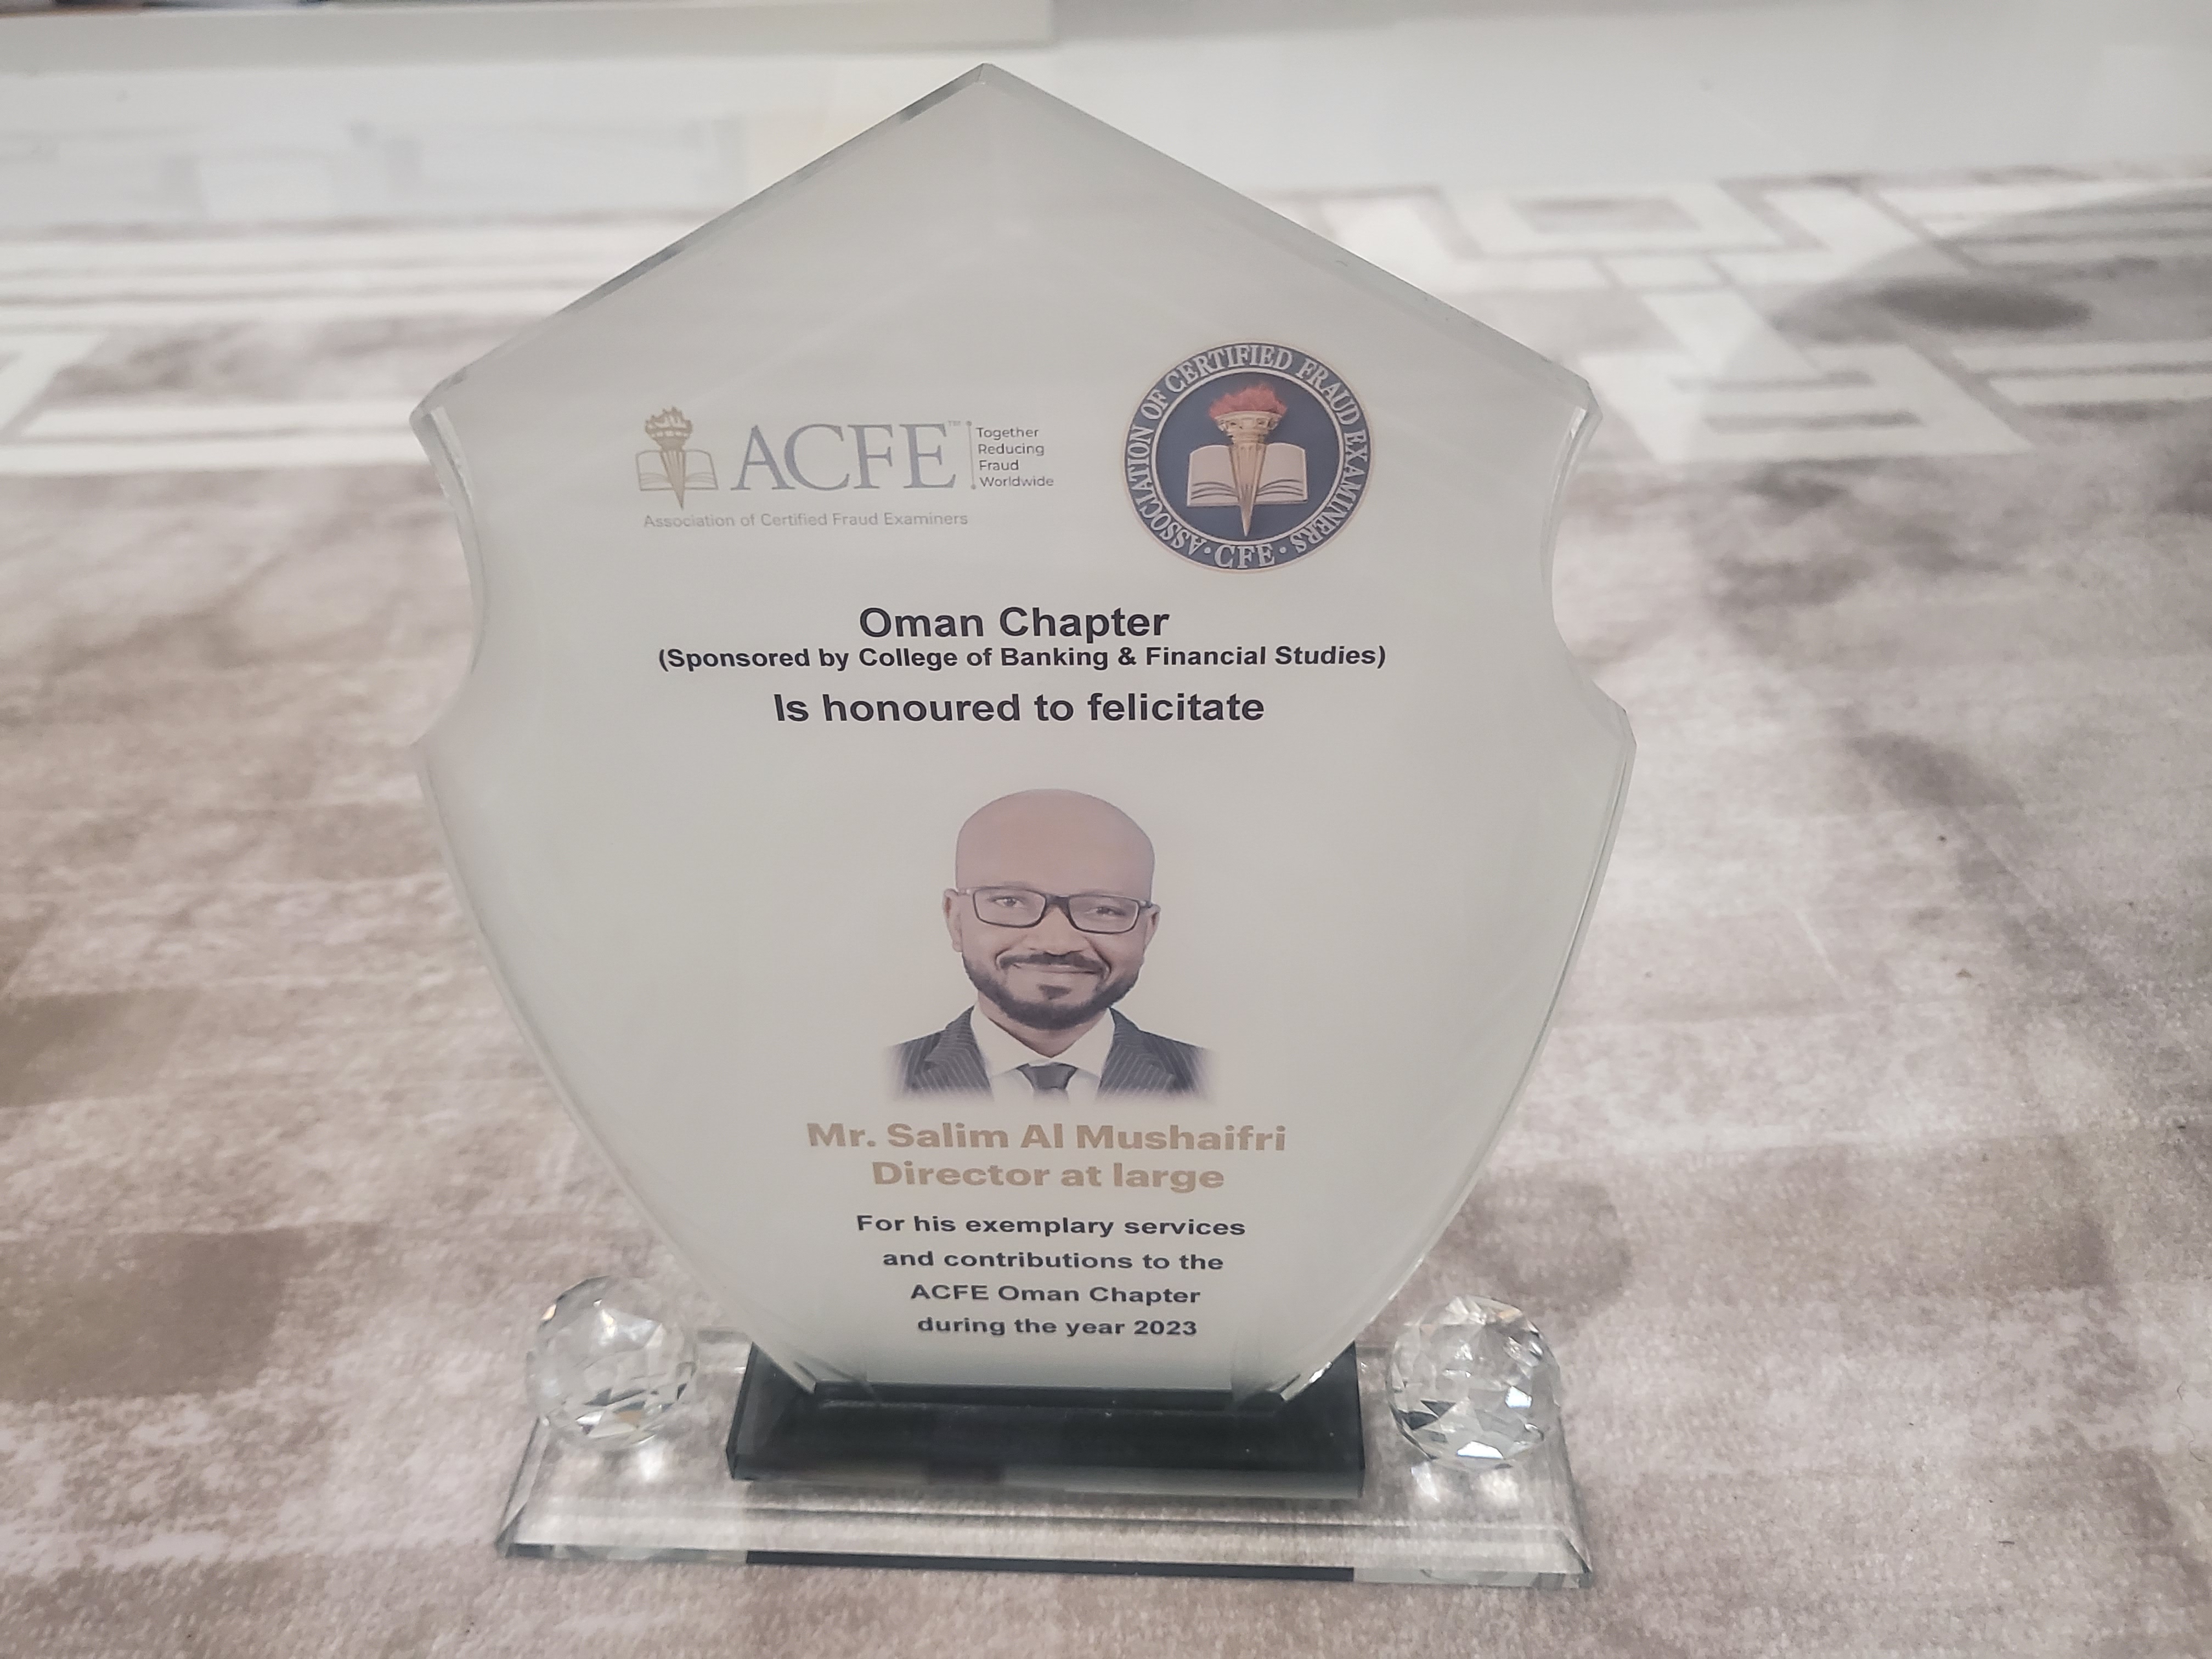 ACFE™
Together
Reducing
Fraud
Worldwide
Association of Certified Fraud Examiners
ASSOCIATION OF CERTIFIED FRAUD EXAMINERS
· CFE ·
Oman Chapter
(Sponsored by College of Banking & Financial Studies)
Is honoured to felicitate
Mr. Salim Al Mushaifri
Director at large
For his exemplary services
and contributions to the
ACFE Oman Chapter
during the year 2023